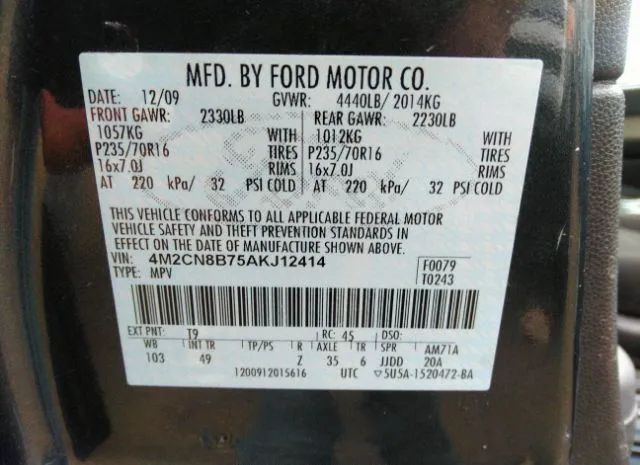 MFD. BY FORD MOTOR CO.
DATE: 12/09 GVWR: 4440LB/ 2014KG
FRONT GAWR: 2330LB REAR GAWR: 2230LB
1057KG WITH 1012KG WITH
P235/70R16 TIRES P235/70R16 TIRES
16x7.0J RIMS 16x7.0J RIMS
AT 220 kPa/ 32 PSI COLD AT 220 kPa/ 32 PSI COLD
THIS VEHICLE CONFORMS TO ALL APPLICABLE FEDERAL MOTOR
VEHICLE SAFETY AND THEFT PREVENTION STANDARDS IN
EFFECT ON THE DATE OF MANUFACTURE SHOWN ABOVE.
VIN: 4M2CN8B75AKJ12414 F0079
TYPE: MPV T0243
EXT PNT: T9 RC: 45 DSO:
WB INT TR TP/PS R AXLE TR SPR AM71A
103 49 Z 35 6 JJDD 20A
1200912015616 UTC ▽5U5A-1520472-BA